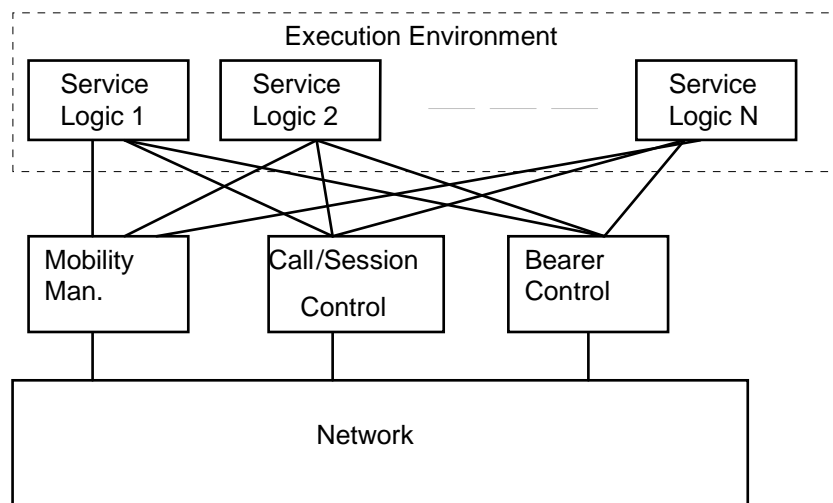 Execution Environment
Service
Logic 1
Service
Logic 2
Service
Logic N
Mobility
Man.
Call/Session
Control
Bearer
Control
Network